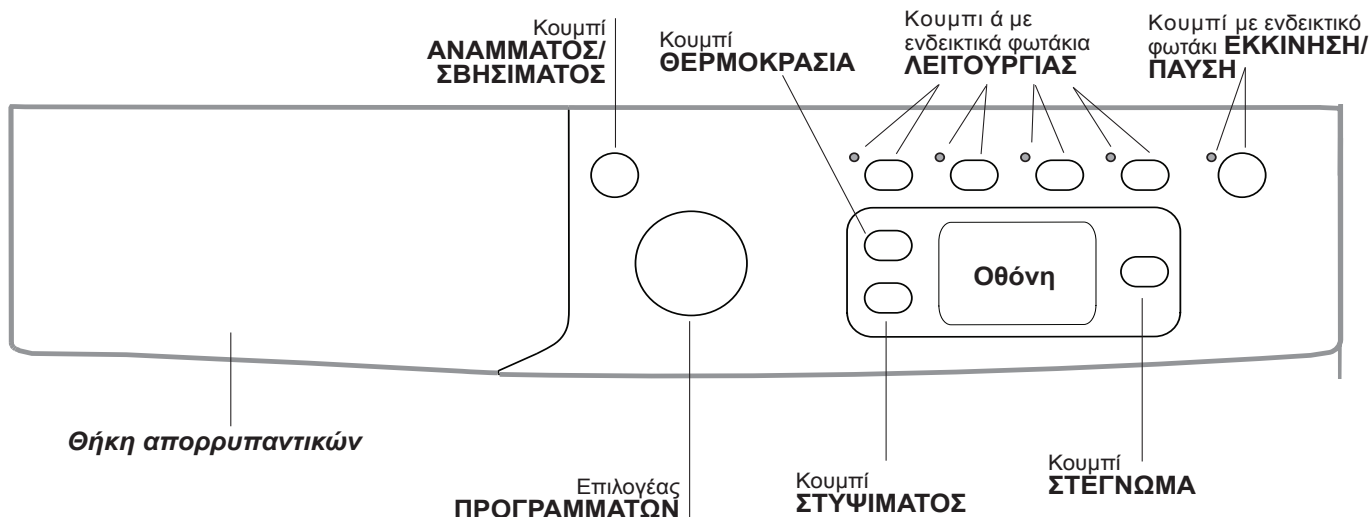 Κουμπί
ΑΝΑΜΜΑΤΟΣ/
ΣΒΗΣΙΜΑΤΟΣ
Κουμπί
ΘΕΡΜΟΚΡΑΣΙΑ
Κουμπι ά με
ενδεικτικά φωτάκια
ΛΕΙΤΟΥΡΓΙΑΣ
Κουμπί με ενδεικτικό
φωτάκι ΕΚΚΙΝΗΣΗ/
ΠΑΥΣΗ
Οθόνη
Θήκη απορρυπαντικών
Επιλογέας
ΠΡΟΓΡΑΜΜΑΤΩΝ
Κουμπί
ΣΤΥΨΙΜΑΤΟΣ
Κουμπί
ΣΤΕΓΝΩΜΑ